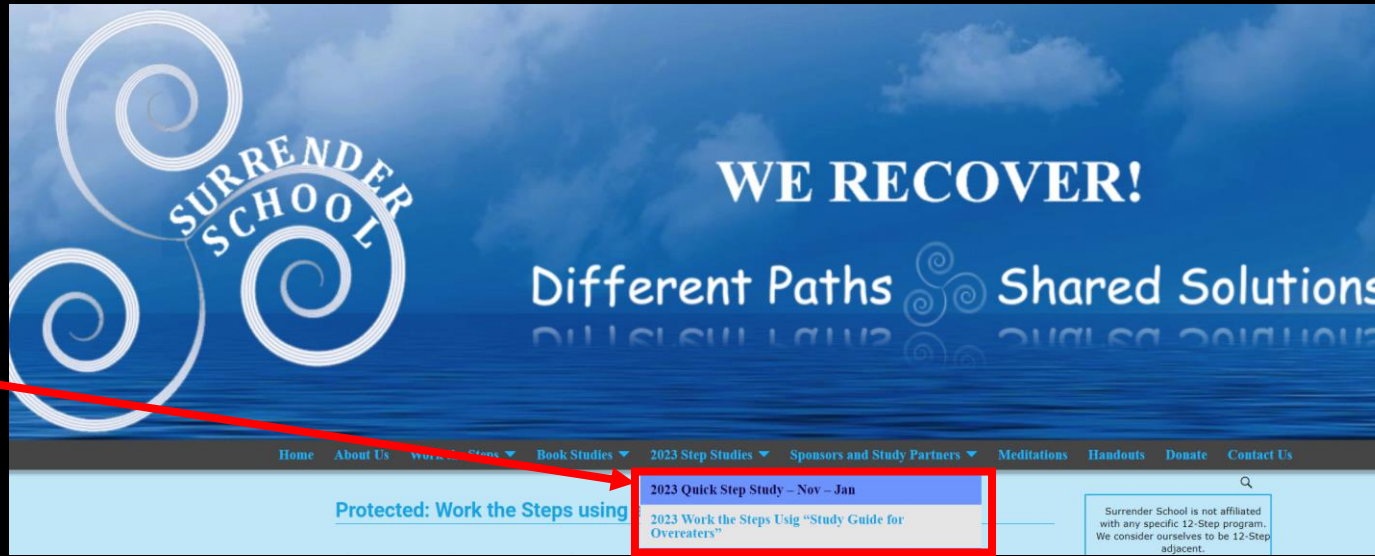 SURRENDER
SCHOOL
WE RECOVER!
Different Paths Shared Solutions
Home About Us Work the Steps Book Studies 2023 Step Studies Sponsors and Study Partners Meditations Handouts Donate Contact Us
2023 Quick Step Study – Nov – Jan
2023 Work the Steps Usig “Study Guide for
Overeaters”
Protected: Work the Steps using
Surrender School is not affiliated
with any specific 12-Step program.
We consider ourselves to be 12-Step
adjacent.